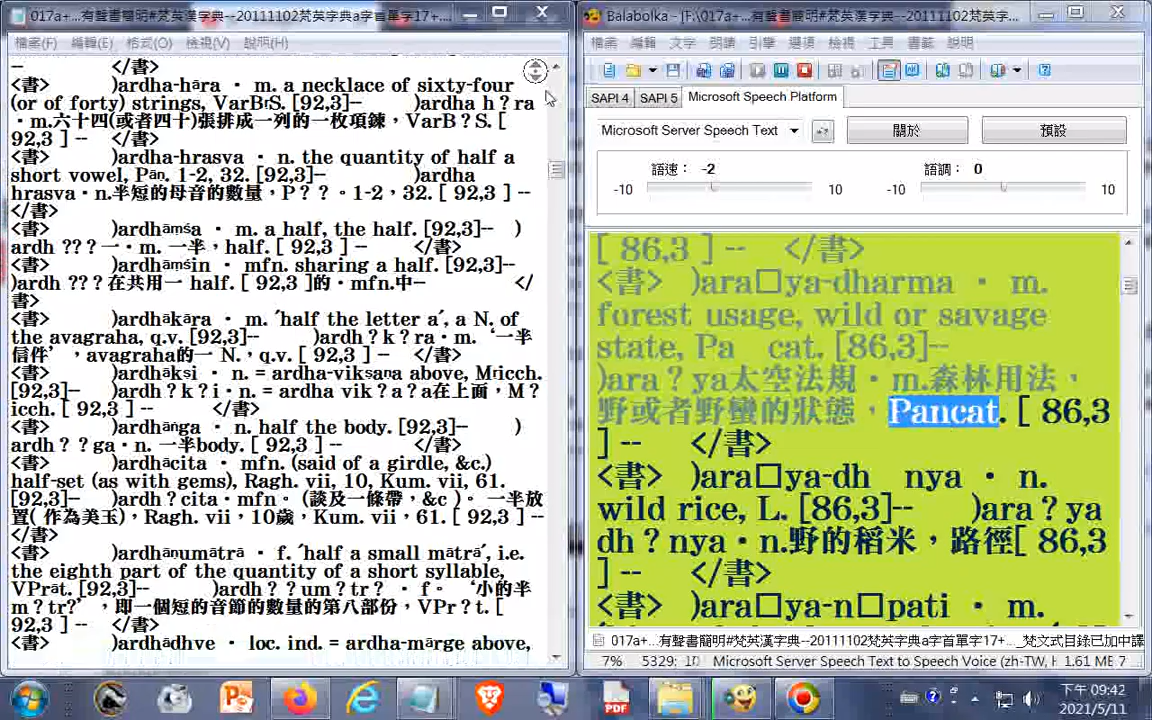 017a+...有聲書簡明#梵英漢字典--20111102梵英字典a字首單字17+...
檔案(F) 編輯(E) 格式(O) 檢視(V) 說明(H)
-- </書>
<書> )ardha-hāra • m. a necklace of sixty-four
(or of forty) strings, VarBṛS. [92,3]-- )ardha h？ra
•m.六十四(或者四十)張排成一列的一枚項鍊，VarB？S. [
92,3 ] -- </書>
<書> )ardha-hrasva • n. the quantity of half a
short vowel, Pāṇ. 1-2, 32. [92,3]-- )ardha
hrasva•n.半短的母音的數量，P？？。1-2，32. [ 92,3 ] --
</書>
<書> )ardhāṃśa • m. a half, the half. [92,3]-- )
ardh ???一•m. 一半，half. [ 92,3 ] -- </書>
<書> )ardhāṃśin • mfn. sharing a half. [92,3]--
)ardh ???在共用一 half. [ 92,3 ]的•mfn.中-- </
書>
<書> )ardhākāra • m. 'half the letter a', a N. of
the avagraha, q.v. [92,3]-- )ardh？k？ra•m.‘一半
信件’，avagraha的一 N.，q.v. [ 92,3 ] -- </書>
<書> )ardhākṣi • n. = ardha-vikṣaṇa above, Mṛicch.
[92,3]-- )ardh？k？i•n. = ardha vik？a？a在上面，M？
icch. [ 92,3 ] -- </書>
<書> )ardhāṅga • n. half the body. [92,3]-- )
ardh？？ga•n. 一半body. [ 92,3 ] -- </書>
<書> )ardhācita • mfn. (said of a girdle, &c.)
half-set (as with gems), Ragh. vii, 10, Kum. vii, 61.
[92,3]-- )ardh？cita•mfn。(談及一條帶，&c )。一半放
置( 作為美玉)，Ragh. vii，10歲，Kum. vii，61. [ 92,3 ] --
</書>
<書> )ardhāṇumātrā • f. 'half a small mātrā', i.e.
the eighth part of the quantity of a short syllable,
VPrāt. [92,3]-- )ardh？？um？tr？ • f。‘小的半
m？tr？’，即一個短的音節的數量的第八部份，VPr？t. [
92,3 ] -- </書>
<書> )ardhādhve • loc. ind. = ardha-mārge above,
Balabolka - [F:\017a+...有聲書簡明#梵英漢字典--20111102梵英字...
檔案 編輯 文字 朗讀 引擎 選項 檢視 工具 書籤 說明
SAPI 4 SAPI 5 Microsoft Speech Platform
Microsoft Server Speech Text 關於 預設
語速： -2 語調： 0
-10 10 -10 10
[ 86,3 ] -- </書>
<書> )ara□ya-dharma • m.
forest usage, wild or savage
state, Pa cat. [86,3]--
)ara？ya太空法規•m.森林用法，
野或者野蠻的狀態，Pancat. [ 86,3
] -- </書>
<書> )ara□ya-dh nya • n.
wild rice, L. [86,3]-- )ara？ya
dh？nya•n.野的稻米，路徑[ 86,3
] -- </書>
<書> )ara□ya-n□pati • m.
017a+...有聲書簡明#梵英漢字典--20111102梵英字典a字首單字17+..._梵文式目錄已加中譯
7% 5329: 10 Microsoft Server Speech Text to Speech Voice (zh-TW, H 1.61 ME 7
下午 09:42
2021/5/11